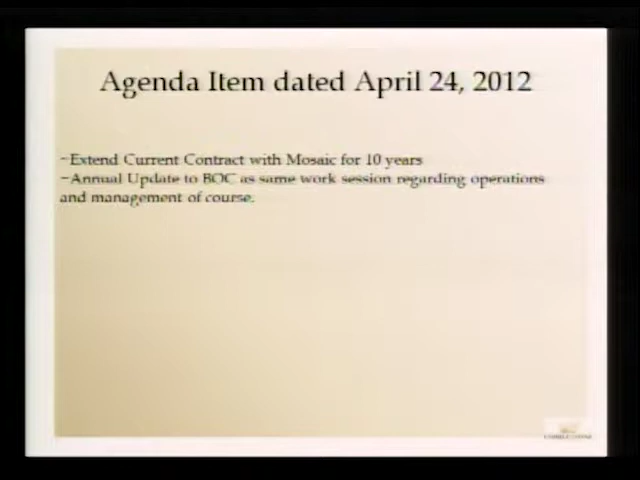 Agenda Item dated April 24, 2012
~Extend Current Contract with Mosaic for 10 years
~Annual Update to BOC as same work session regarding operations
and management of course.